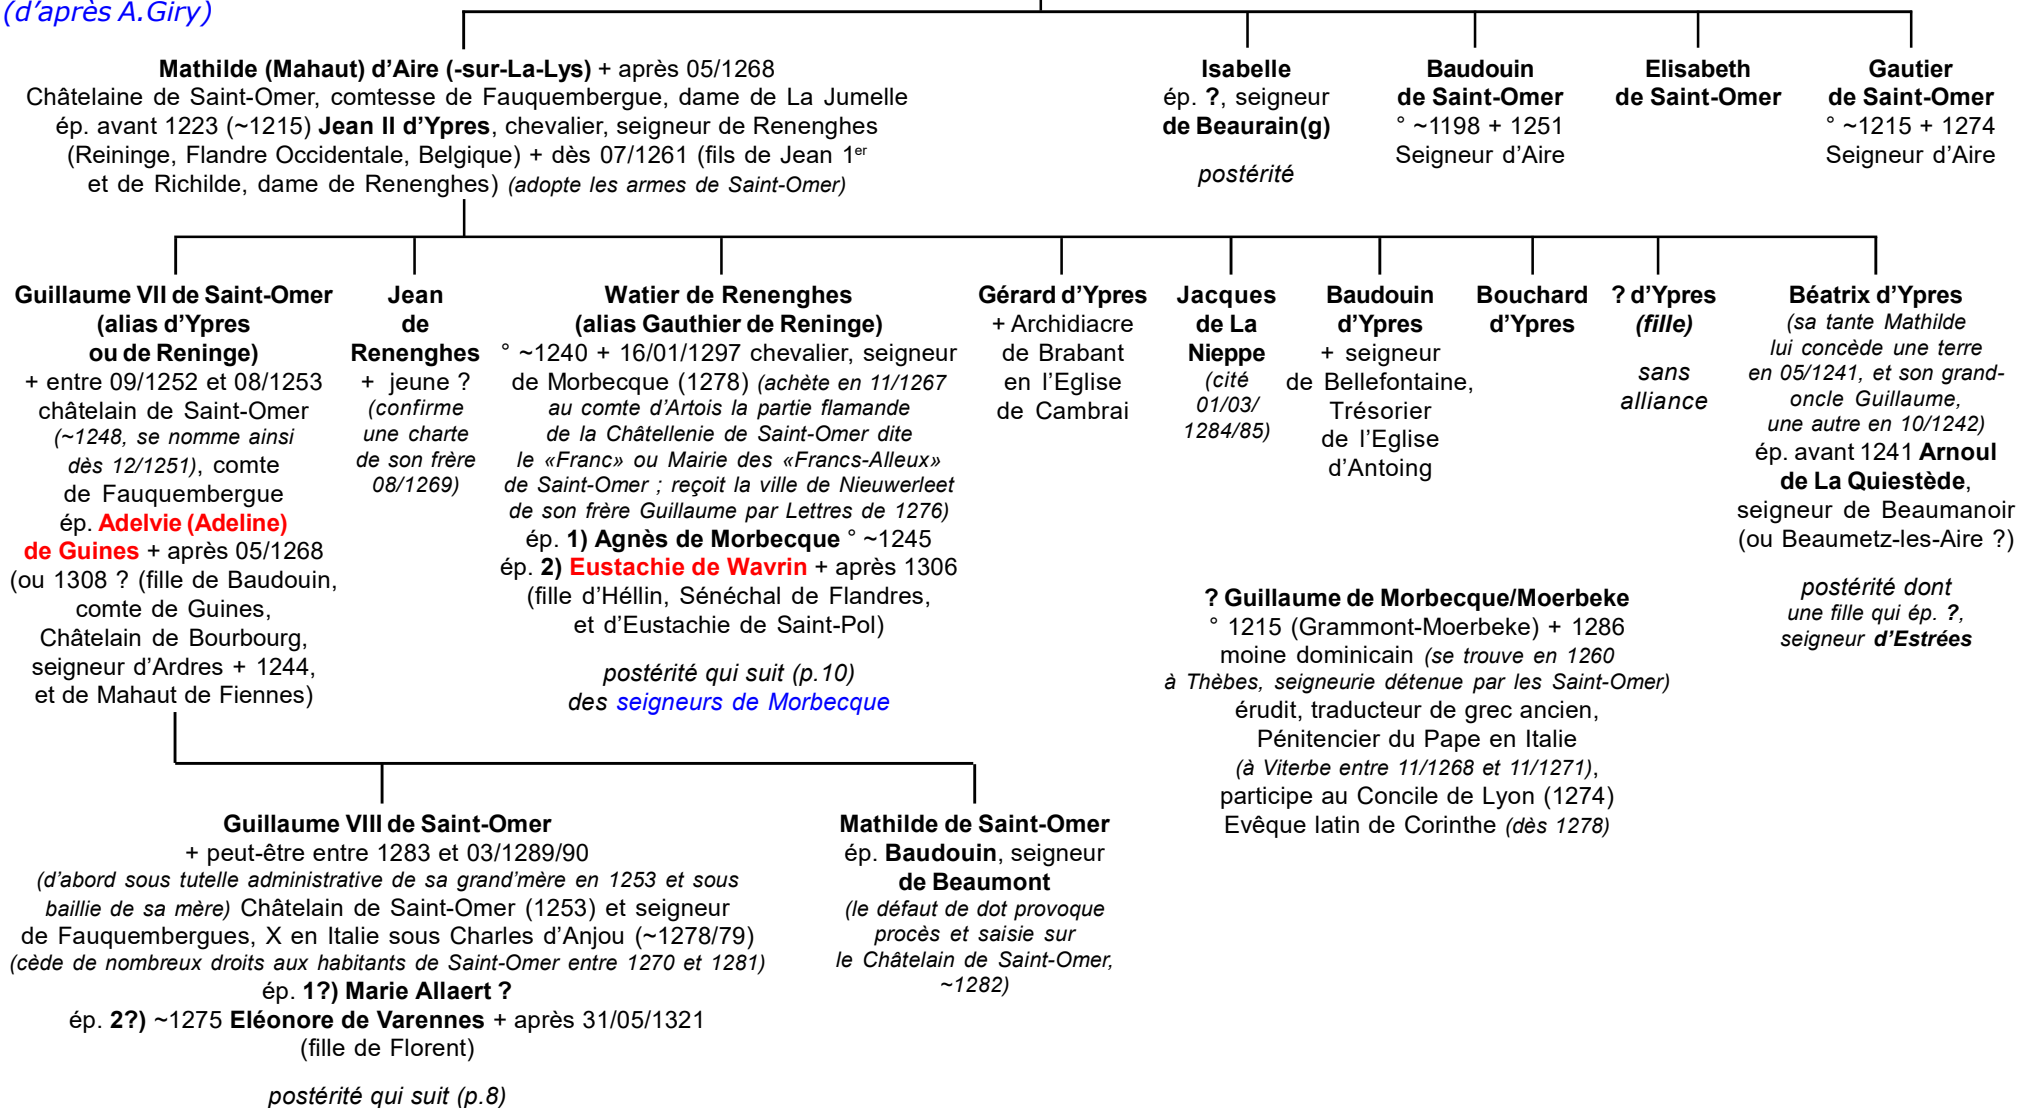 (d'après A.Giry)
Mathilde (Mahaut) d'Aire (-sur-La-Lys) + après 05/1268
Châtelaine de Saint-Omer, comtesse de Fauquembergue, dame de La Jumelle
ép. avant 1223 (~1215) Jean II d'Ypres, chevalier, seigneur de Renenghes
(Reininge, Flandre Occidentale, Belgique) + dès 07/1261 (fils de Jean 1er
et de Richilde, dame de Renenghes) (adopte les armes de Saint-Omer)
Isabelle
ép. ?, seigneur
de Beaurain(g)
postérité
Baudouin
de Saint-Omer
° ~1198 + 1251
Seigneur d'Aire
Elisabeth
de Saint-Omer
Gautier
de Saint-Omer
° ~1215 + 1274
Seigneur d'Aire
Guillaume VII de Saint-Omer
(alias d'Ypres
ou de Reninge)
+ entre 09/1252 et 08/1253
châtelain de Saint-Omer
(~1248, se nomme ainsi
dès 12/1251), comte
de Fauquembergue
ép. Adelvie (Adeline)
de Guines + après 05/1268
(ou 1308 ? (fille de Baudouin,
comte de Guines,
Châtelain de Bourbourg,
seigneur d'Ardres + 1244,
et de Mahaut de Fiennes)
Jean
de
Renenghes
+ jeune ?
(confirme
une charte
de son frère
08/1269)
Watier de Renenghes
(alias Gauthier de Reninge)
° ~1240 + 16/01/1297 chevalier, seigneur
de Morbecque (1278) (achète en 11/1267
au comte d'Artois la partie flamande
de la Châtellenie de Saint-Omer dite
le «Franc» ou Mairie des «Francs-Alleux»
de Saint-Omer ; reçoit la ville de Nieuwerleet
de son frère Guillaume par Lettres de 1276)
ép. 1) Agnès de Morbecque ° ~1245
ép. 2) Eustachie de Wavrin + après 1306
(fille d'Héllin, Sénéchal de Flandres,
et d'Eustachie de Saint-Pol)
postérité qui suit (p.10)
des seigneurs de Morbecque
Gérard d'Ypres
+ Archidiacre
de Brabant
en l'Eglise
de Cambrai
Jacques
de La
Nieppe
(cité
01/03/
1284/85)
Baudouin
d'Ypres
+ seigneur
de Bellefontaine,
Trésorier
de l'Eglise
d'Antoing
Bouchard
d'Ypres
? d'Ypres
(fille)
sans
alliance
Béatrix d'Ypres
(sa tante Mathilde
lui concède une terre
en 05/1241, et son grand-
oncle Guillaume,
une autre en 10/1242)
ép. avant 1241 Arnoul
de La Quiestède,
seigneur de Beaumanoir
(ou Beaumetz-les-Aire ?)
postérité dont
une fille qui ép. ?,
seigneur d'Estrées
? Guillaume de Morbecque/Moerbeke
° 1215 (Grammont-Moerbeke) + 1286
moine dominicain (se trouve en 1260
à Thèbes, seigneurie détenue par les Saint-Omer)
érudit, traducteur de grec ancien,
Pénitencier du Pape en Italie
(à Viterbe entre 11/1268 et 11/1271),
participe au Concile de Lyon (1274)
Evêque latin de Corinthe (dès 1278)
Guillaume VIII de Saint-Omer
+ peut-être entre 1283 et 03/1289/90
(d'abord sous tutelle administrative de sa grand'mère en 1253 et sous
baillie de sa mère) Châtelain de Saint-Omer (1253) et seigneur
de Fauquembergues, X en Italie sous Charles d'Anjou (~1278/79)
(cède de nombreux droits aux habitants de Saint-Omer entre 1270 et 1281)
ép. 1?) Marie Allaert ?
ép. 2?) ~1275 Eléonore de Varennes + après 31/05/1321
(fille de Florent)
postérité qui suit (p.8)
Mathilde de Saint-Omer
ép. Baudouin, seigneur
de Beaumont
(le défaut de dot provoque
procès et saisie sur
le Châtelain de Saint-Omer,
~1282)